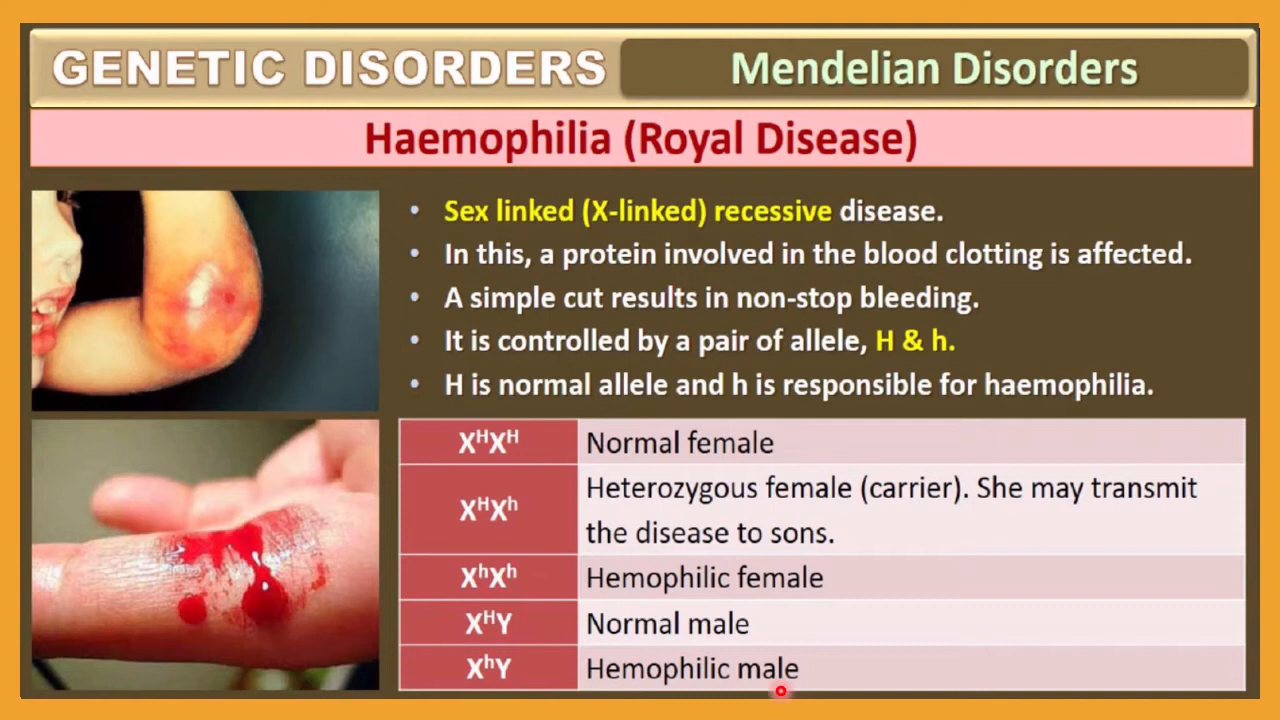 GENETIC DISORDERS
Mendelian Disorders
Haemophilia (Royal Disease)
• Sex linked (X-linked) recessive disease.
• In this, a protein involved in the blood clotting is affected.
• A simple cut results in non-stop bleeding.
• It is controlled by a pair of allele, H & h.
• H is normal allele and h is responsible for haemophilia.
XᴴXᴴ Normal female
XᴴXʰ Heterozygous female (carrier). She may transmit
the disease to sons.
XʰXʰ Hemophilic female
XᴴY Normal male
XʰY Hemophilic male